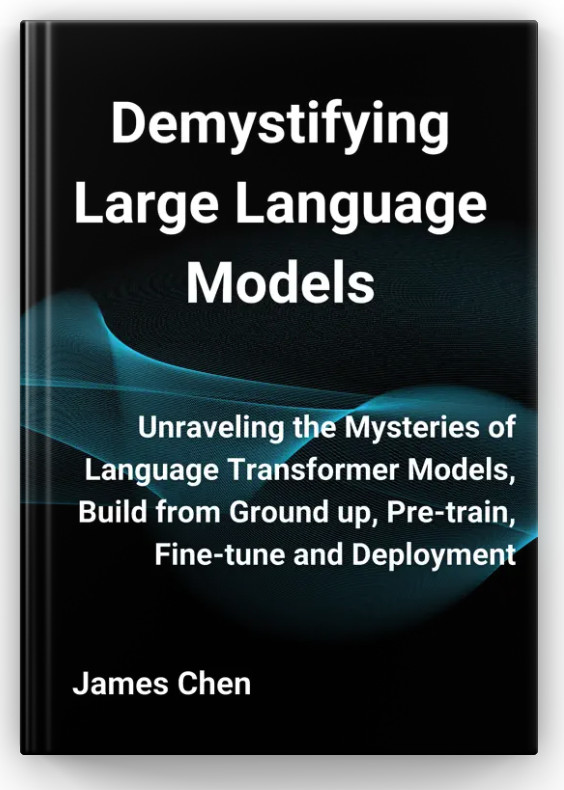 Demystifying
Large Language
Models
Unraveling the Mysteries of
Language Transformer Models,
Build from Ground up, Pre-train,
Fine-tune and Deployment
James Chen